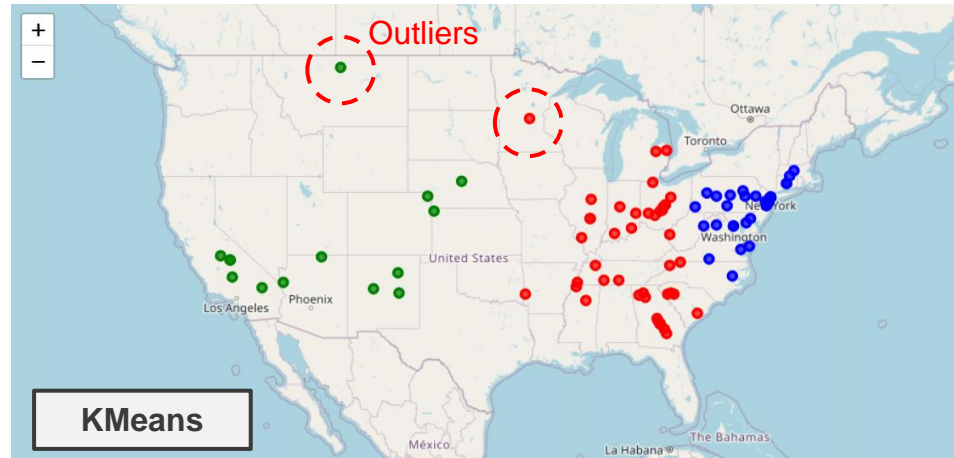 +
−
Outliers
Ottawa
Toronto
New York
Washington
United States
Los Angeles
Phoenix
KMeans
México
La Habana
The Bahamas